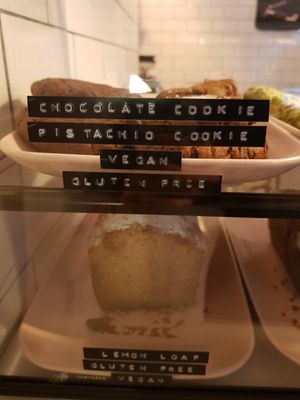 CHOCOLATE COOKIE
PISTACHIO COOKIE
VEGAN
GLUTEN FREE
LEMON LOAF
GLUTEN FREE
VEGAN